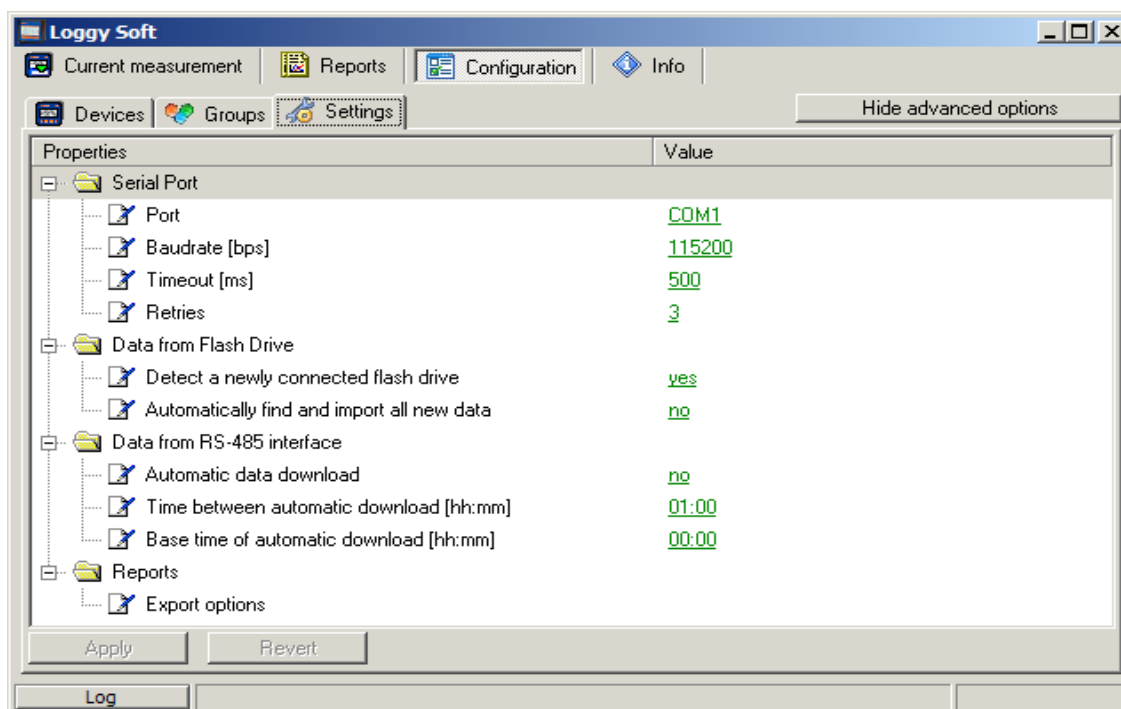 Loggy Soft
Current measurement Reports Configuration Info
Devices Groups Settings Hide advanced options
Properties Value
Serial Port
Port COM1
Baudrate [bps] 115200
Timeout [ms] 500
Retries 3
Data from Flash Drive
Detect a newly connected flash drive yes
Automatically find and import all new data no
Data from RS-485 interface
Automatic data download no
Time between automatic download [hh:mm] 01:00
Base time of automatic download [hh:mm] 00:00
Reports
Export options
Apply Revert
Log